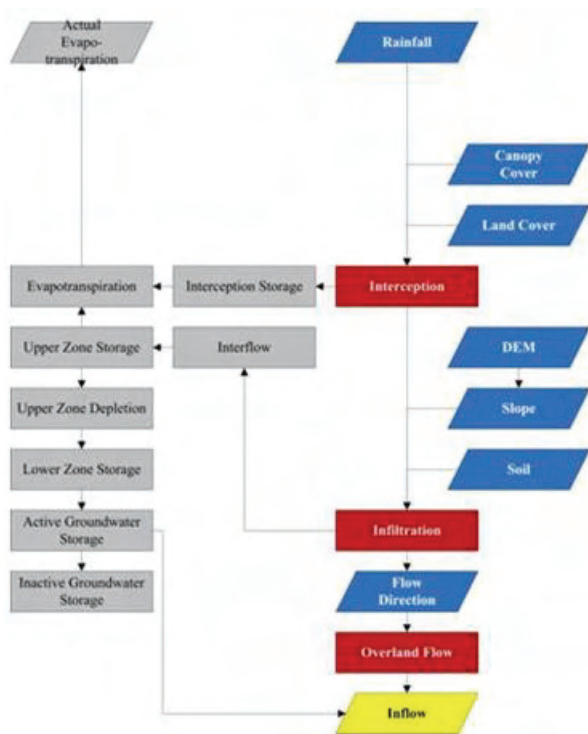 Actual
Evapo-
transpiration
Rainfall
Canopy
Cover
Land Cover
Evapotranspiration
Interception Storage
Interception
Upper Zone Storage
Interflow
DEM
Upper Zone Depletion
Slope
Lower Zone Storage
Soil
Active Groundwater
Storage
Infiltration
Inactive Groundwater
Storage
Flow
Direction
Overland Flow
Inflow